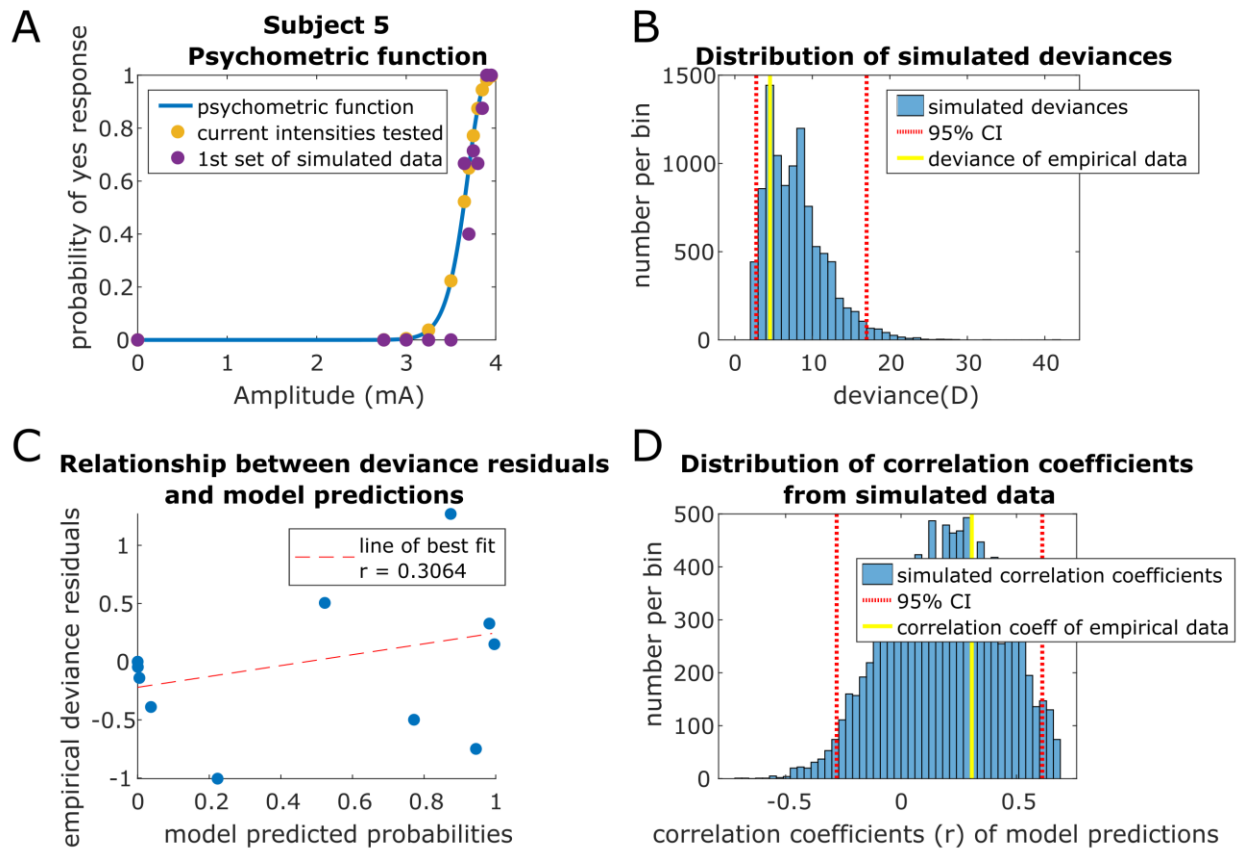 A
Subject 5
Psychometric function
probability of yes response
1
0.8
0.6
0.4
0.2
0
psychometric function
current intensities tested
1st set of simulated data
0
1
2
3
4
Amplitude (mA)
B
Distribution of simulated deviances
number per bin
1500
1000
500
0
simulated deviances
95% CI
deviance of empirical data
0
10
20
30
40
deviance(D)
C
Relationship between deviance residuals
and model predictions
empirical deviance residuals
1
0.5
0
-0.5
-1
line of best fit
r = 0.3064
0
0.2
0.4
0.6
0.8
1
model predicted probabilities
D
Distribution of correlation coefficients
from simulated data
number per bin
500
400
300
200
100
0
simulated correlation coefficients
95% CI
correlation coeff of empirical data
-0.5
0
0.5
correlation coefficients (r) of model predictions